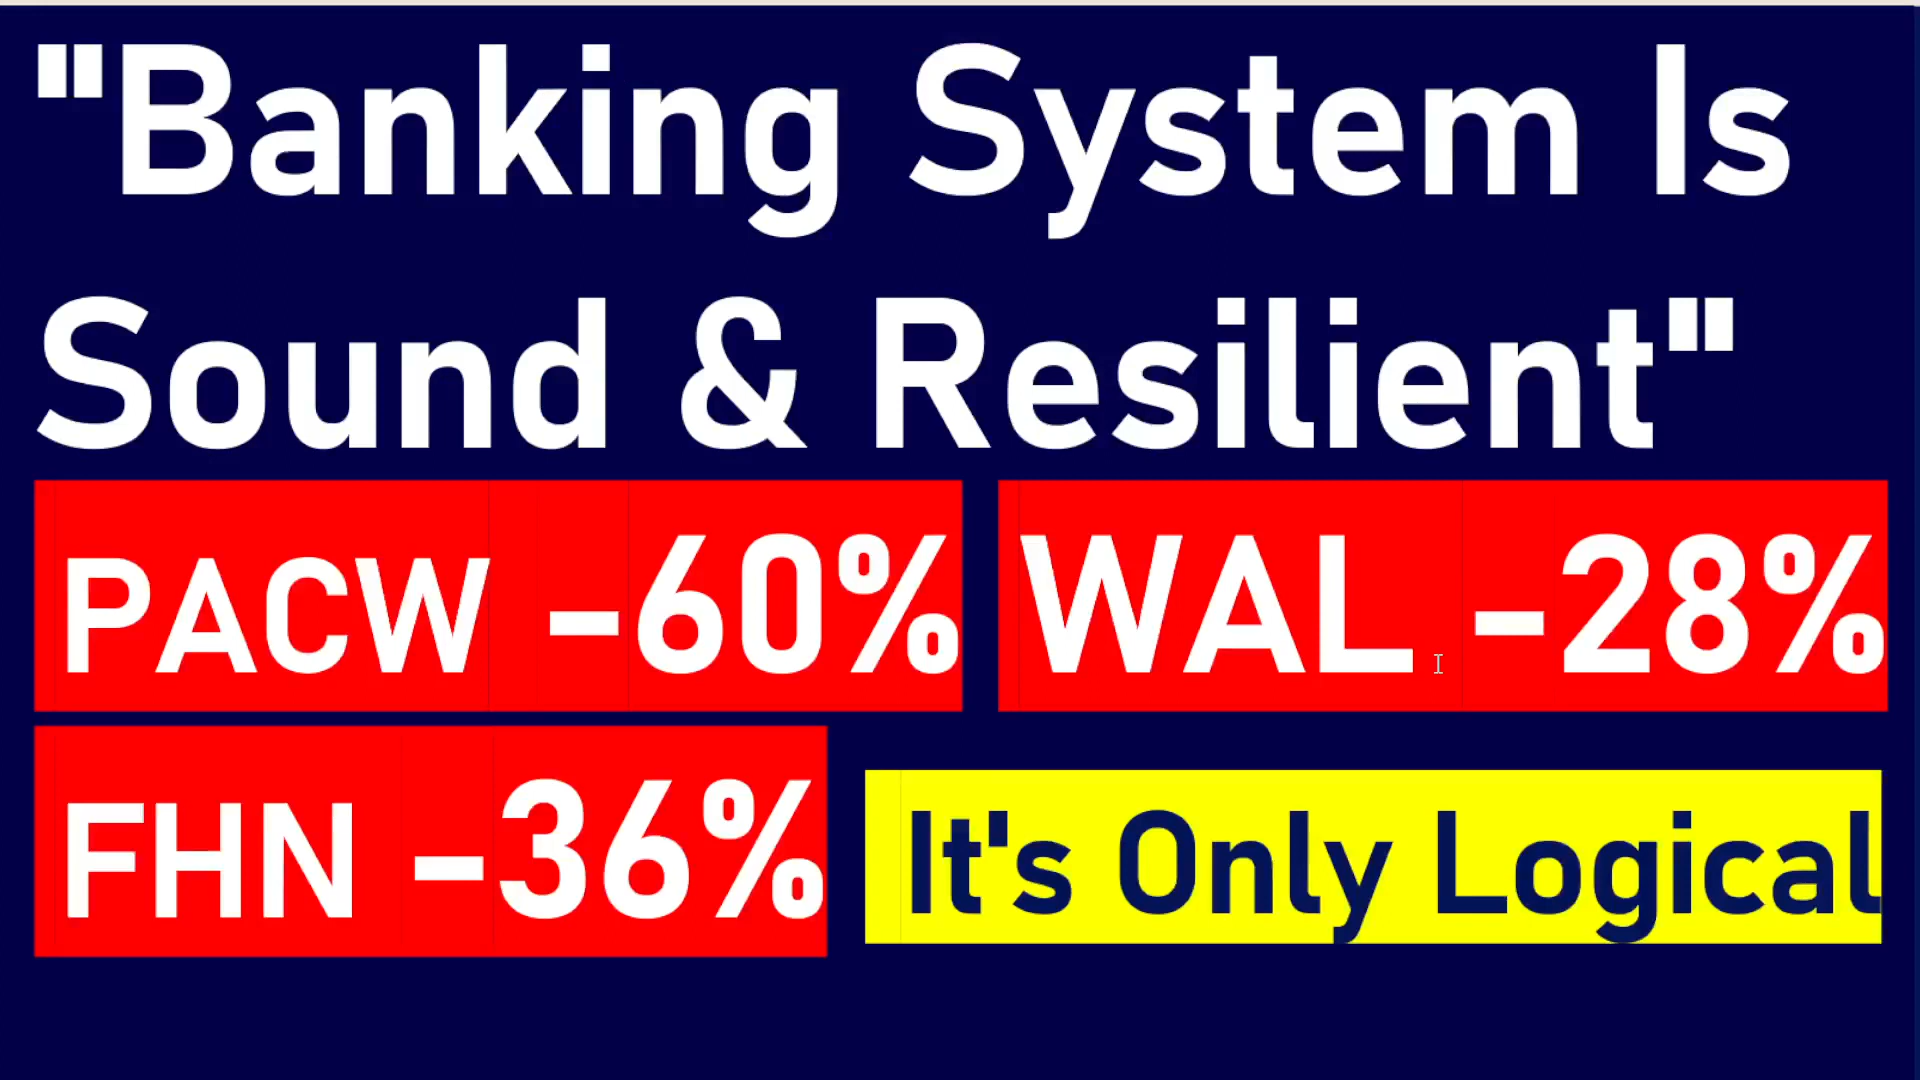 "Banking System Is
Sound & Resilient"
PACW -60% WAL -28%
FHN -36% It's Only Logical